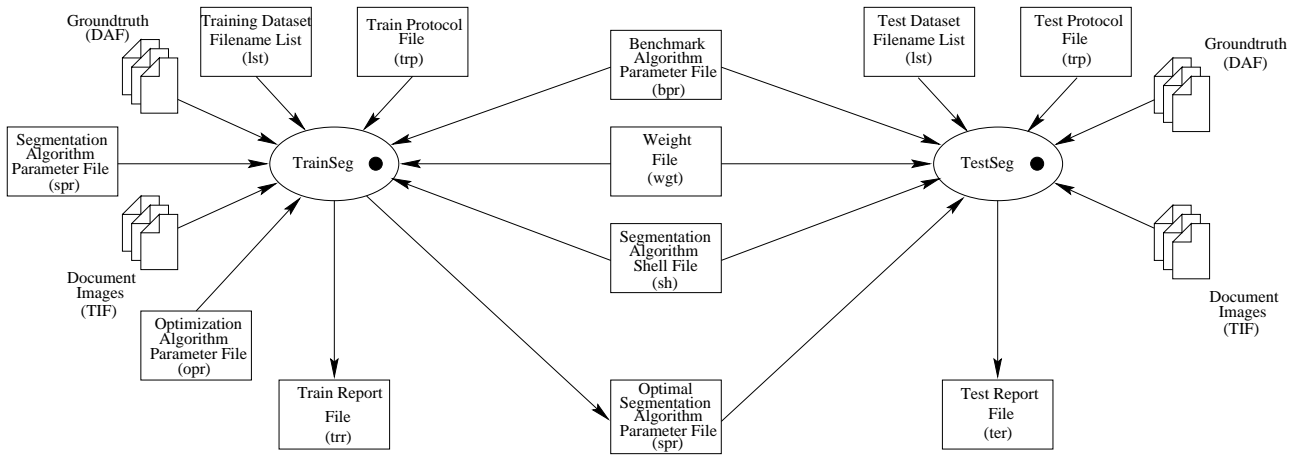 Groundtruth
(DAF)
Training Dataset
Filename List
(lst)
Train Protocol
File
(trp)
Benchmark
Algorithm
Parameter File
(bpr)
Test Dataset
Filename List
(lst)
Test Protocol
File
(trp)
Groundtruth
(DAF)
Segmentation
Algorithm
Parameter File
(spr)
TrainSeg
Weight
File
(wgt)
TestSeg
Document
Images
(TIF)
Segmentation
Algorithm
Shell File
(sh)
Document
Images
(TIF)
Optimization
Algorithm
Parameter File
(opr)
Train Report
File
(trr)
Optimal
Segmentation
Algorithm
Parameter File
(spr)
Test Report
File
(ter)